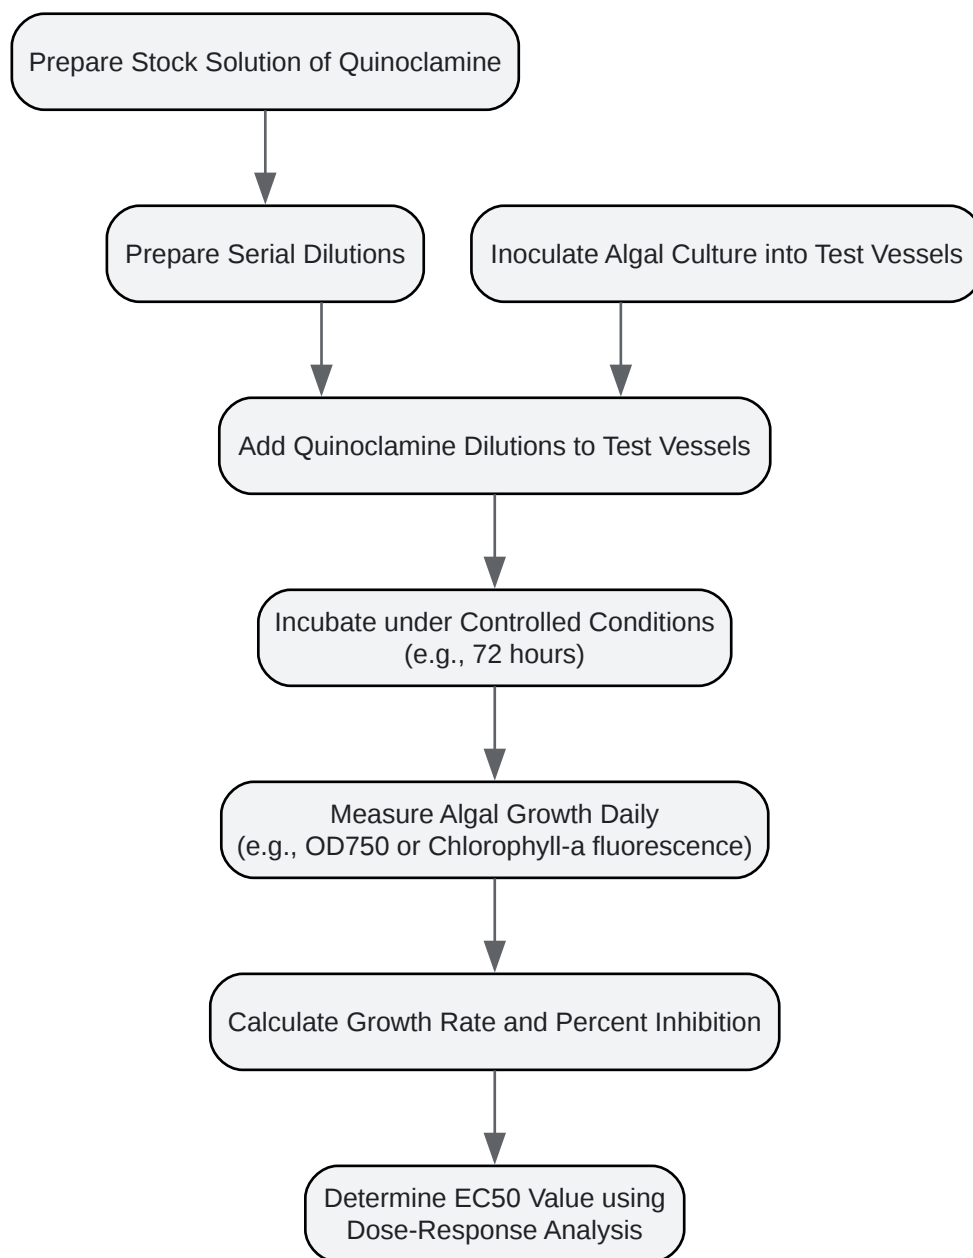 Prepare Stock Solution of Quinoclamine
Prepare Serial Dilutions
Inoculate Algal Culture into Test Vessels
Add Quinoclamine Dilutions to Test Vessels
Incubate under Controlled Conditions
(e.g., 72 hours)
Measure Algal Growth Daily
(e.g., OD750 or Chlorophyll-a fluorescence)
Calculate Growth Rate and Percent Inhibition
Determine EC50 Value using
Dose-Response Analysis